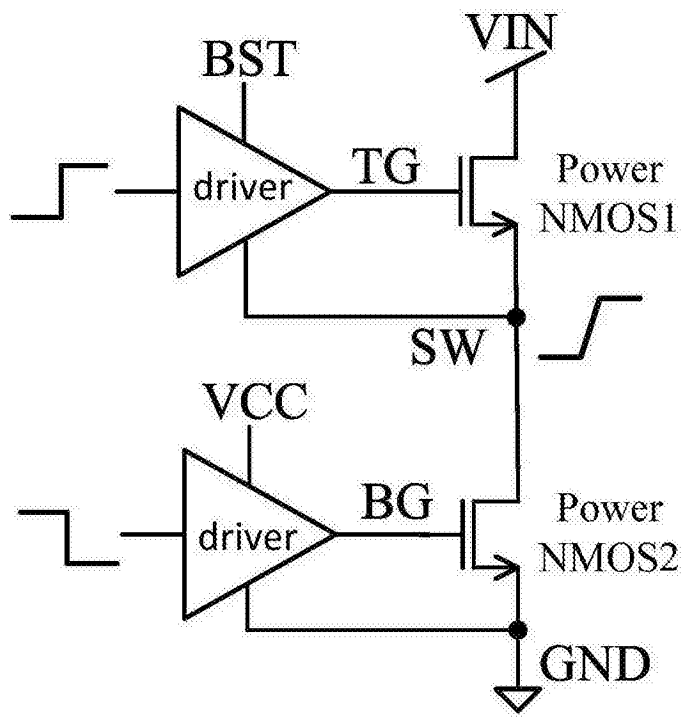 VIN
BST
driver
TG
Power
NMOS1
SW
VCC
driver
BG
Power
NMOS2
GND